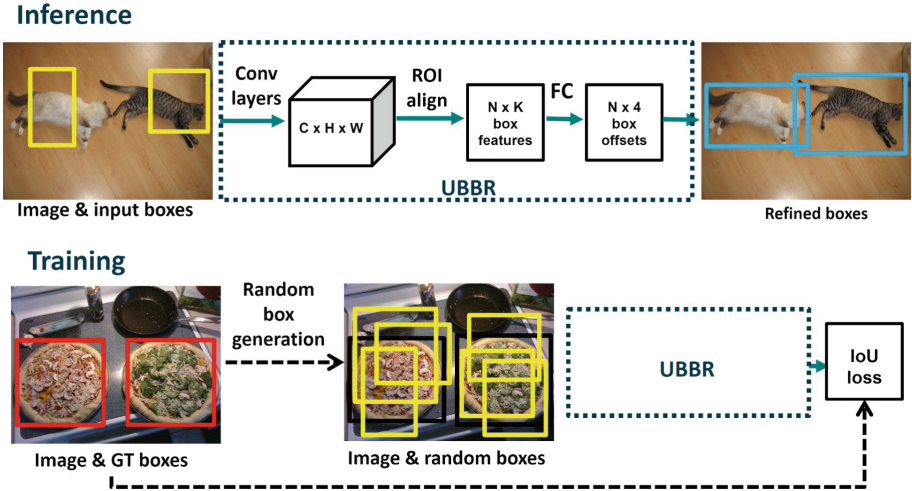 Inference
Conv
layers
C x H x W
ROI
align
N x K
box
features
FC
N x 4
box
offsets
UBBR
Image & input boxes
Refined boxes
Training
Random
box
generation
UBBR
IoU
loss
Image & GT boxes
Image & random boxes